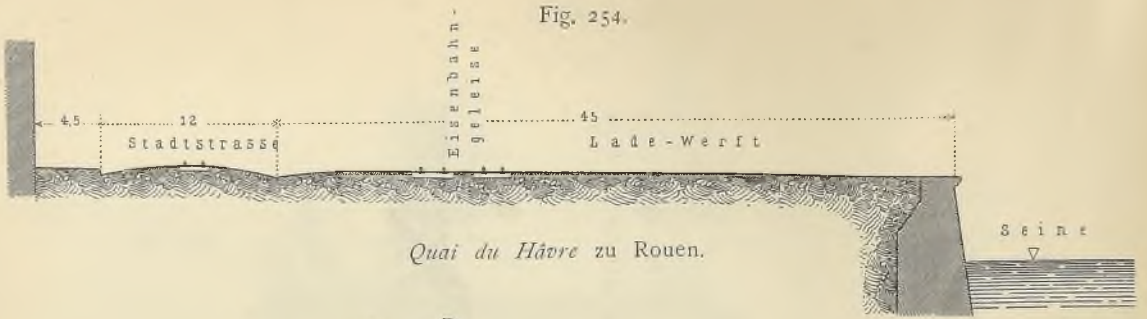 Fig. 254.
Eisenbahn-
geleise
4,5
12
45
Stadtstrasse
Lade-Werft
Seine
Quai du Hâvre zu Rouen.